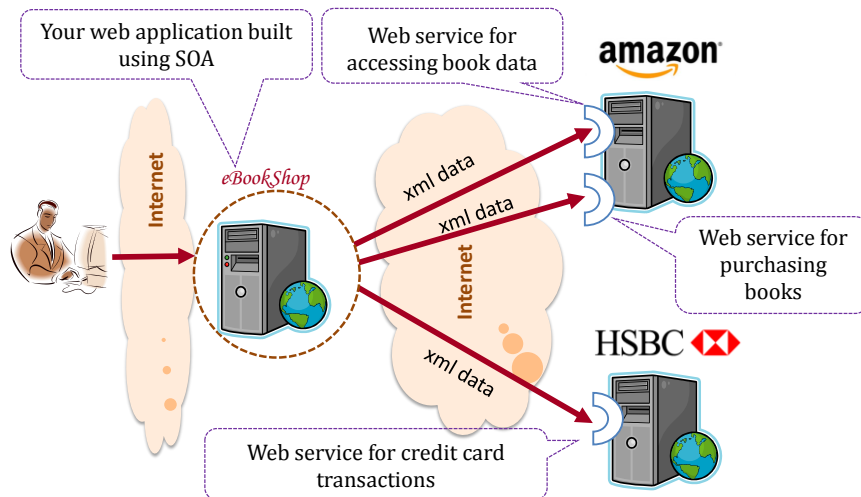 Your web application built
using SOA
Web service for
accessing book data
amazon
Internet
eBookShop
xml data
xml data
Internet
Web service for
purchasing
books
xml data
HSBC
Web service for credit card
transactions